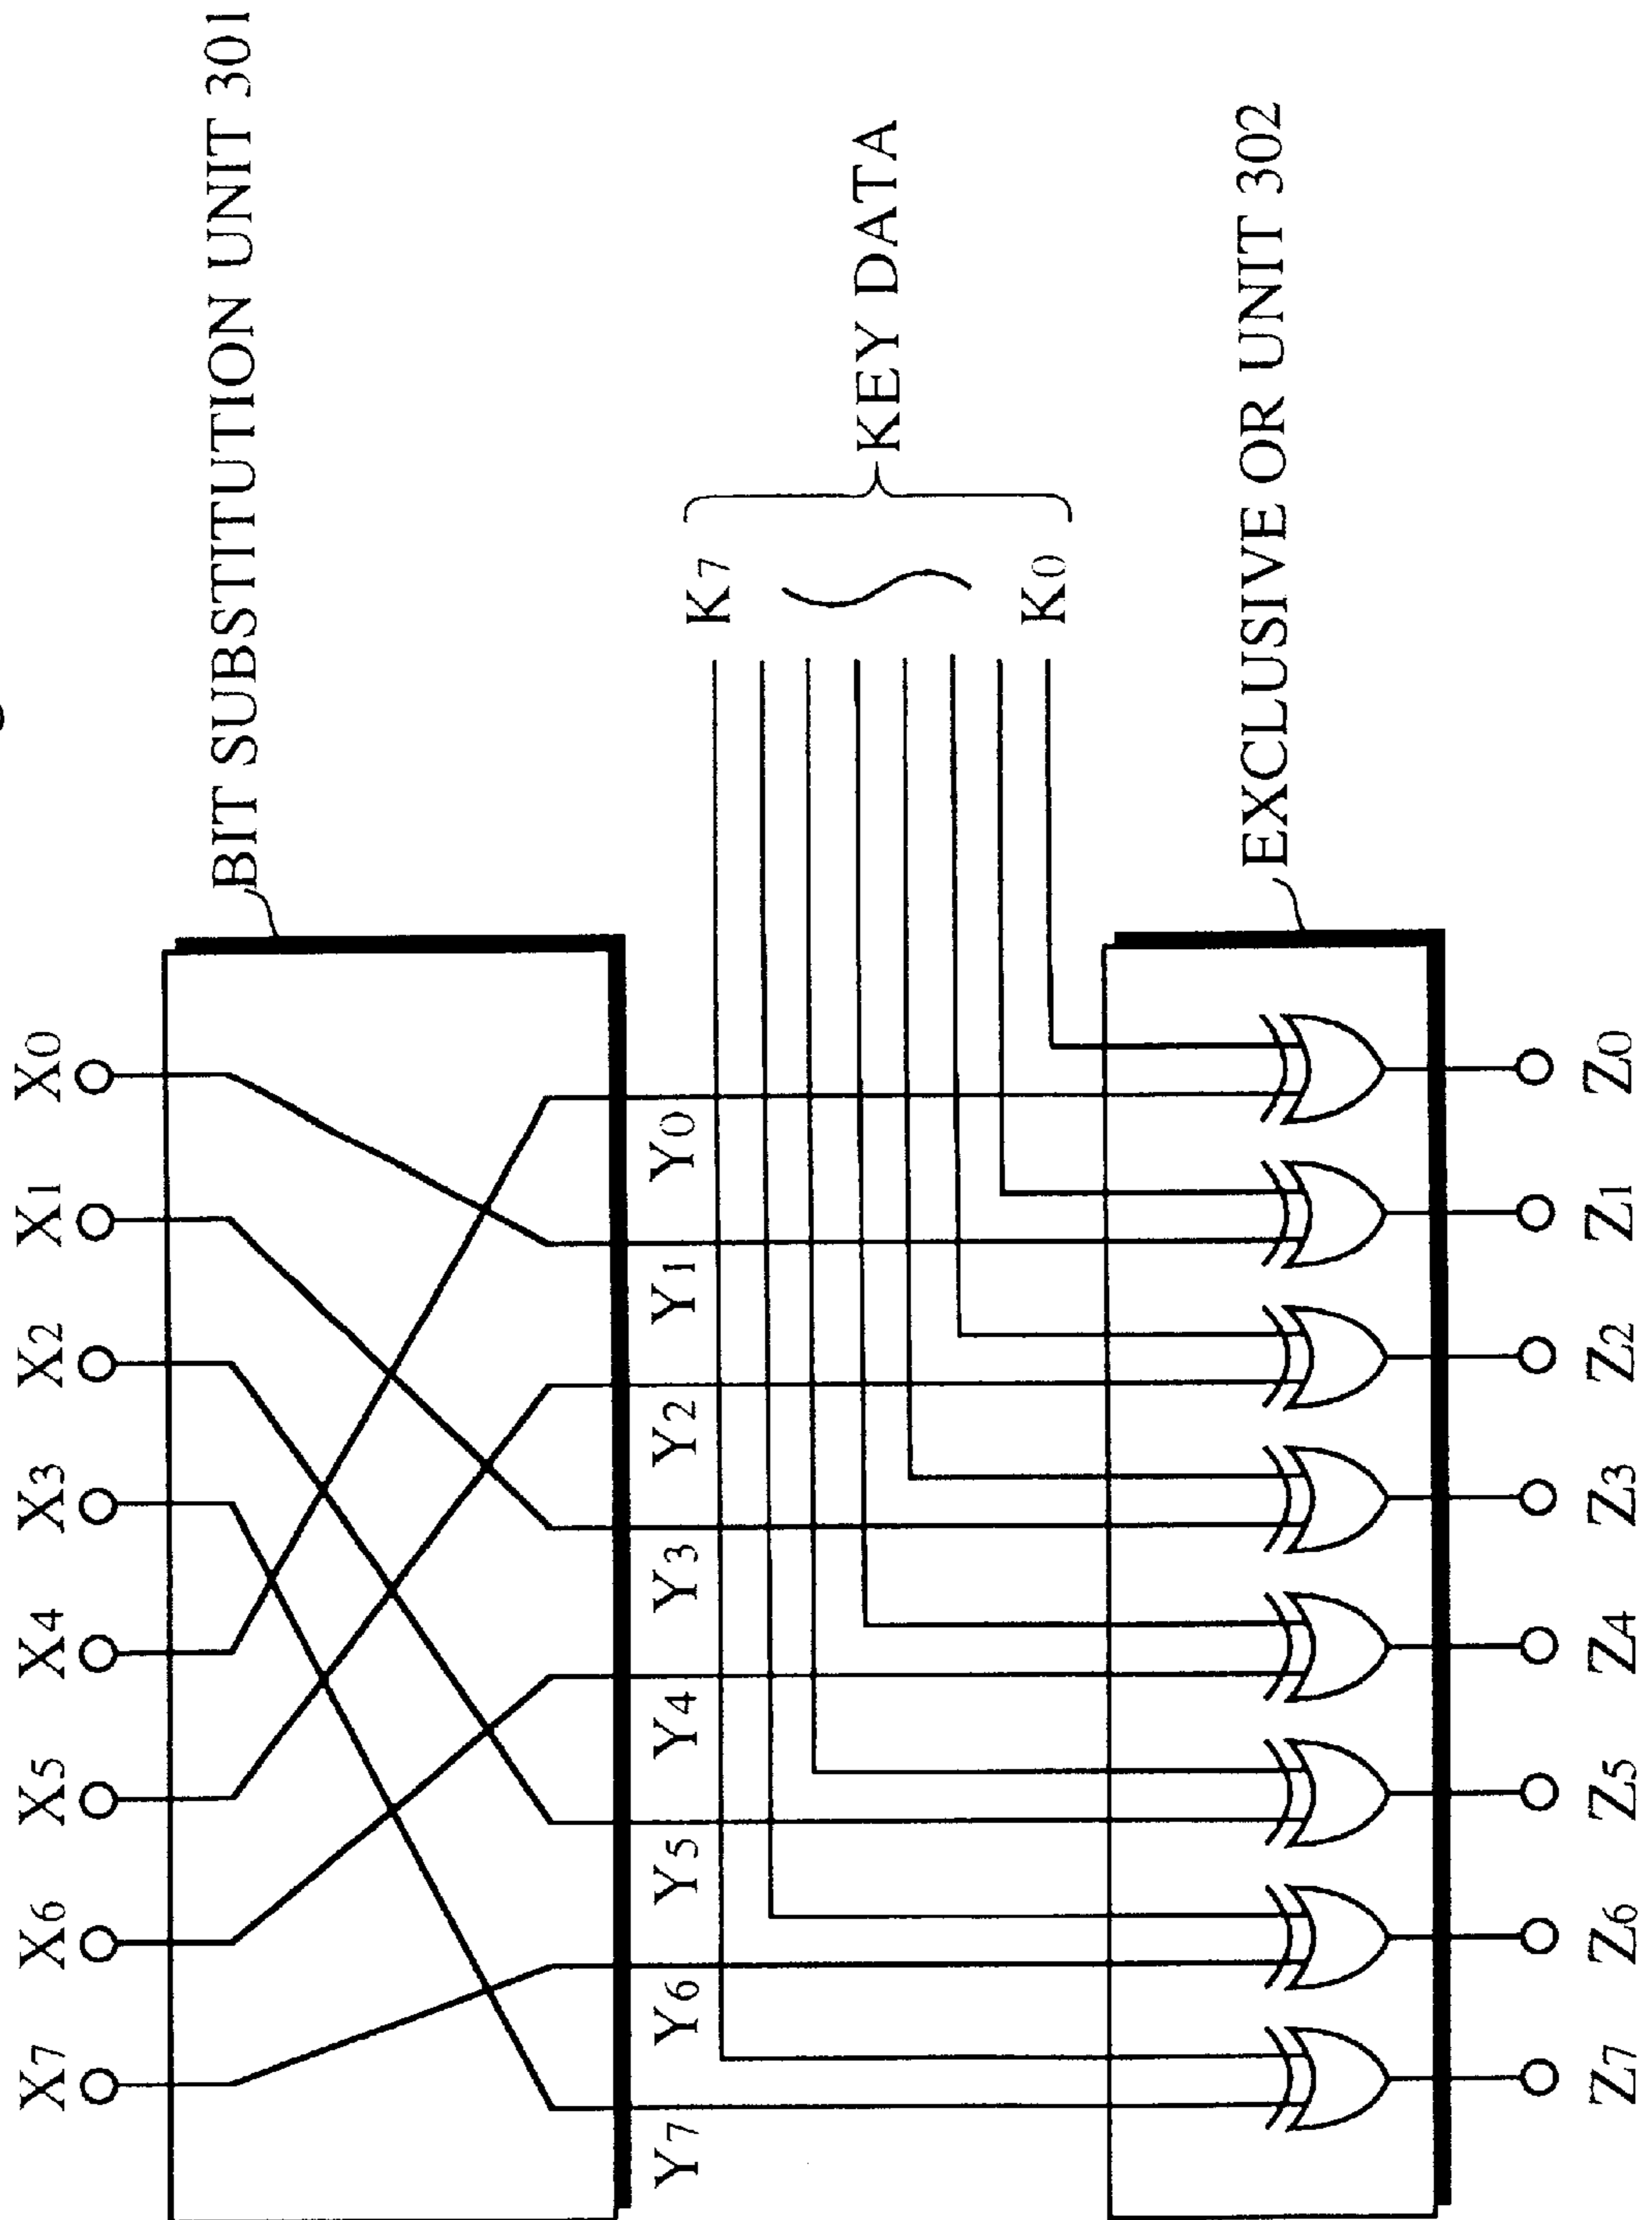 X7 X6 X5 X4 X3 X2 X1 X0
BIT SUBSTITUTION UNIT 301
Y7 Y6 Y5 Y4 Y3 Y2 Y1 Y0
K7
K0
KEY DATA
EXCLUSIVE OR UNIT 302
Z7 Z6 Z5 Z4 Z3 Z2 Z1 Z0